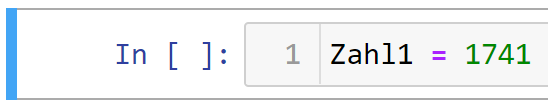 In [ ]: 1 Zahl1 = 1741